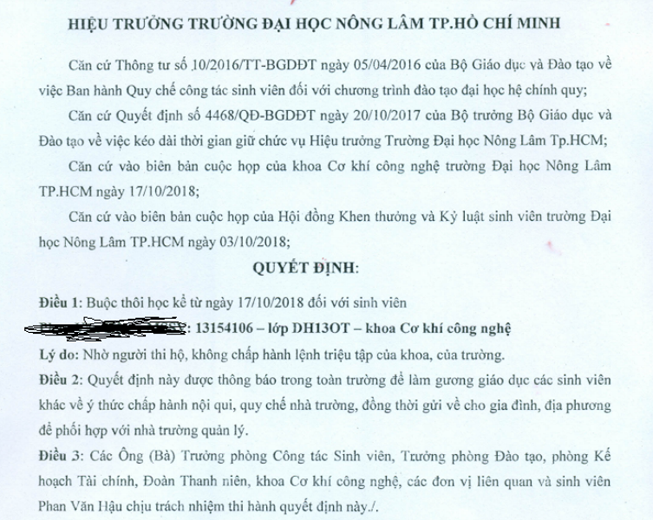 HIỆU TRƯỞNG TRƯỜNG ĐẠI HỌC NÔNG LÂM TP.HỒ CHÍ MINH
Căn cứ Thông tư số 10/2016/TT-BGDĐT ngày 05/04/2016 của Bộ Giáo dục và Đào tạo về
việc Ban hành Quy chế công tác sinh viên đối với chương trình đào tạo đại học hệ chính quy;
Căn cứ Quyết định số 4468/QĐ-BGDĐT ngày 20/10/2017 của Bộ trưởng Bộ Giáo dục và
Đào tạo về việc kéo dài thời gian giữ chức vụ Hiệu trưởng Trường Đại học Nông Lâm Tp.HCM;
Căn cứ vào biên bản cuộc họp của khoa Cơ khí công nghệ trường Đại học Nông Lâm
TP.HCM ngày 17/10/2018;
Căn cứ vào biên bản cuộc họp của Hội đồng Khen thưởng và Kỷ luật sinh viên trường Đại
học Nông Lâm TP.HCM ngày 03/10/2018;
QUYẾT ĐỊNH:
Điều 1: Buộc thôi học kể từ ngày 17/10/2018 đối với sinh viên
: 13154106 – lớp DH13OT – khoa Cơ khí công nghệ
Lý do: Nhờ người thi hộ, không chấp hành lệnh triệu tập của khoa, của trường.
Điều 2: Quyết định này được thông báo trong toàn trường để làm gương giáo dục các sinh viên
khác về ý thức chấp hành nội qui, quy chế nhà trường, đồng thời gửi về cho gia đình, địa phương
để phối hợp với nhà trường quản lý.
Điều 3: Các Ông (Bà) Trưởng phòng Công tác Sinh viên, Trưởng phòng Đào tạo, phòng Kế
hoạch Tài chính, Đoàn Thanh niên, khoa Cơ khí công nghệ, các đơn vị liên quan và sinh viên
Phan Văn Hậu chịu trách nhiệm thi hành quyết định này./.